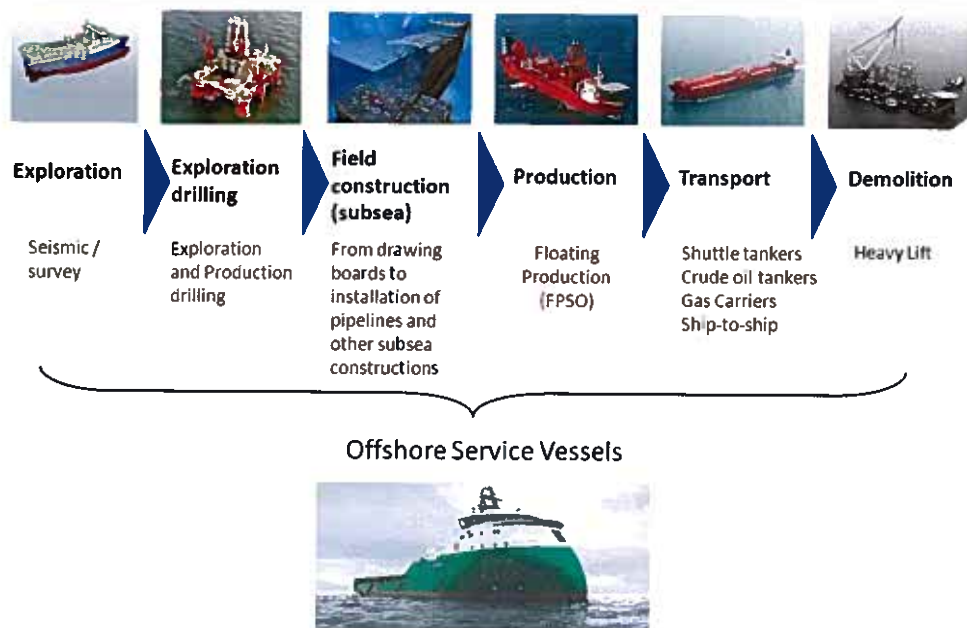 Exploration
Exploration
drilling
Field
construction
(subsea)
Production
Transport
Demolition
Seismic /
survey
Exploration
and Production
drilling
From drawing
boards to
installation of
pipelines and
other subsea
constructions
Floating
Production
(FPSO)
Shuttle tankers
Crude oil tankers
Gas Carriers
Ship-to-ship
Heavy Lift
Offshore Service Vessels